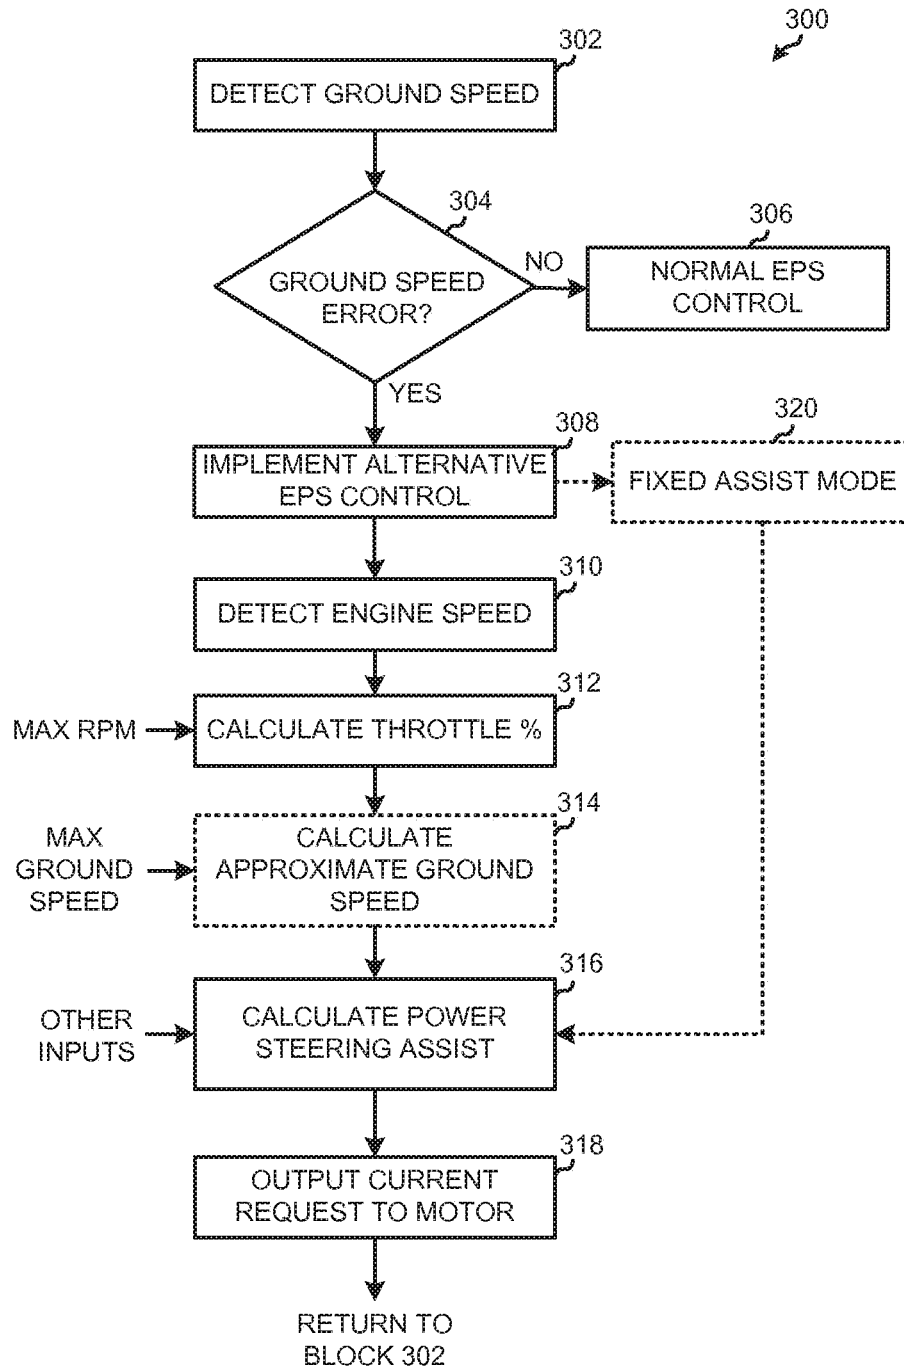 300
302
DETECT GROUND SPEED
304
GROUND SPEED
ERROR?
NO
306
NORMAL EPS
CONTROL
YES
308
IMPLEMENT ALTERNATIVE
EPS CONTROL
320
FIXED ASSIST MODE
310
DETECT ENGINE SPEED
312
MAX RPM
CALCULATE THROTTLE %
314
MAX
GROUND
SPEED
CALCULATE
APPROXIMATE GROUND
SPEED
316
OTHER
INPUTS
CALCULATE POWER
STEERING ASSIST
318
OUTPUT CURRENT
REQUEST TO MOTOR
RETURN TO
BLOCK 302